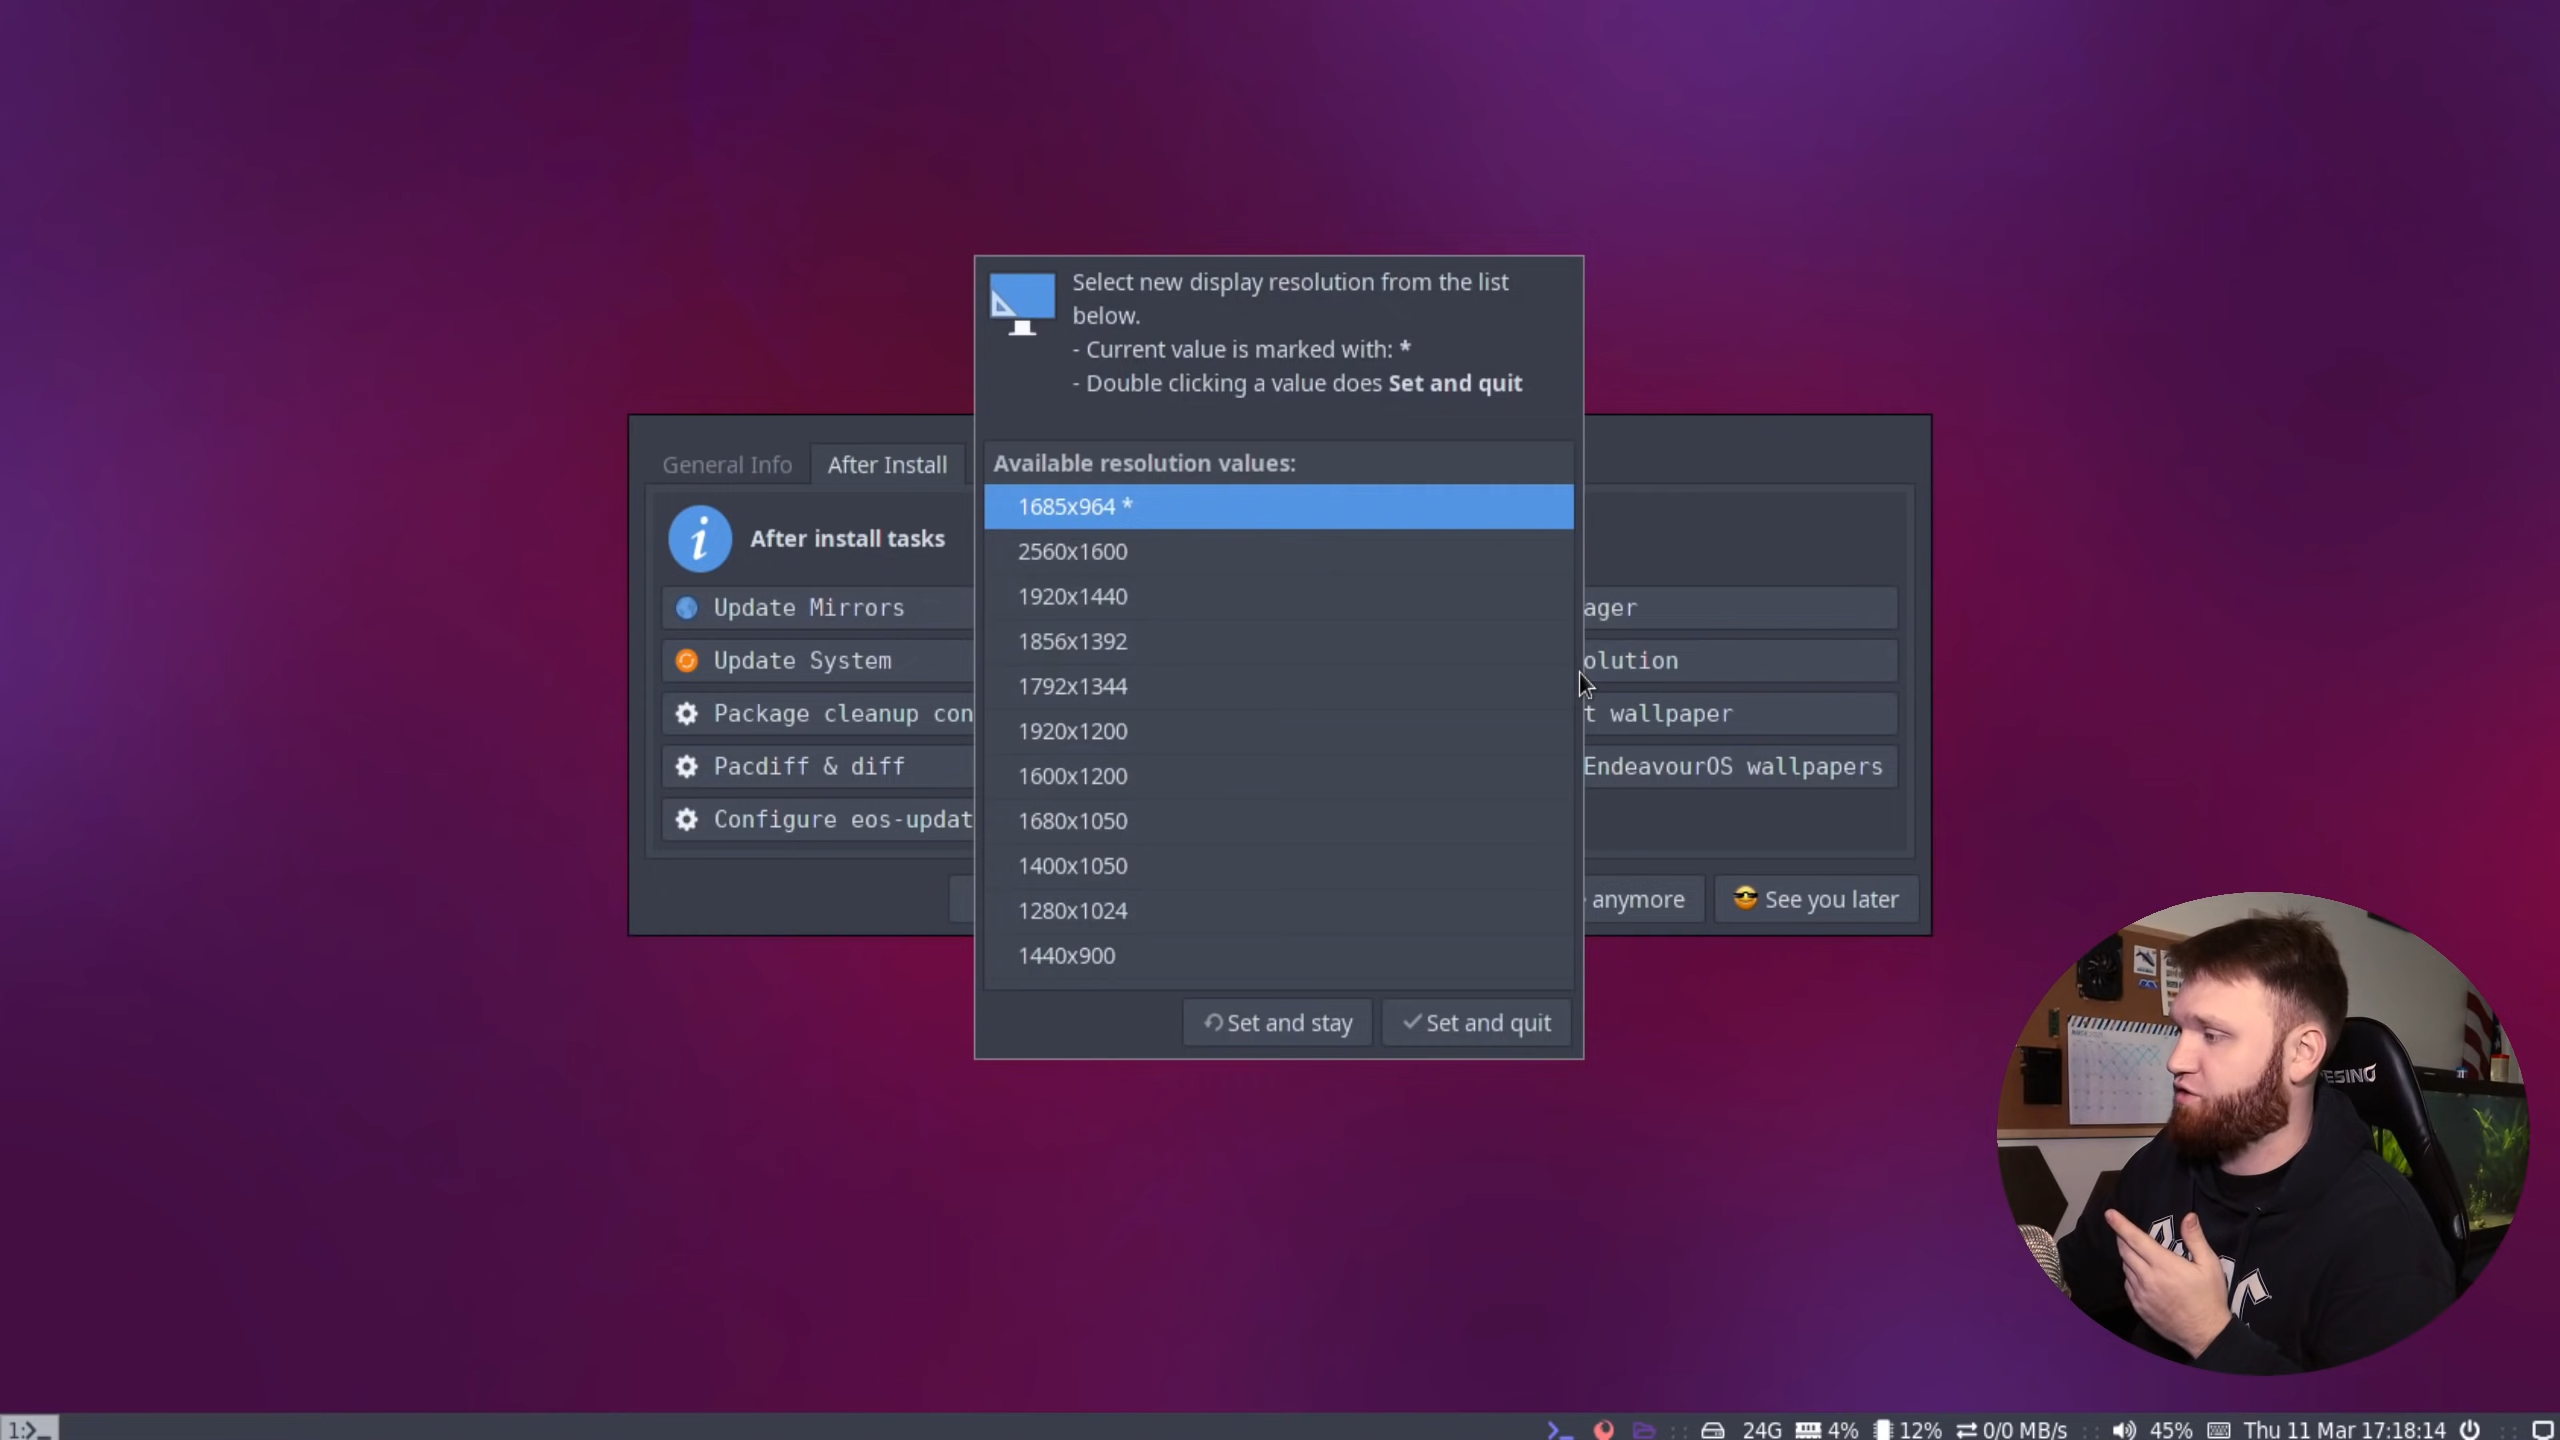 Select new display resolution from the list
below.
- Current value is marked with: *
- Double clicking a value does Set and quit
General Info
After Install
Available resolution values:
1685x964 *
2560x1600
1920x1440
1856x1392
1792x1344
1920x1200
1600x1200
1680x1050
1400x1050
1280x1024
1440x900
Set and stay
Set and quit
After install tasks
Update Mirrors
Update System
Package cleanup con
Pacdiff & diff
Configure eos-updat
ager
olution
t wallpaper
EndeavourOS wallpapers
anymore
See you later
ESINO
1:
24G
4%
12%
0/0 MB/s
45%
Thu 11 Mar 17:18:14